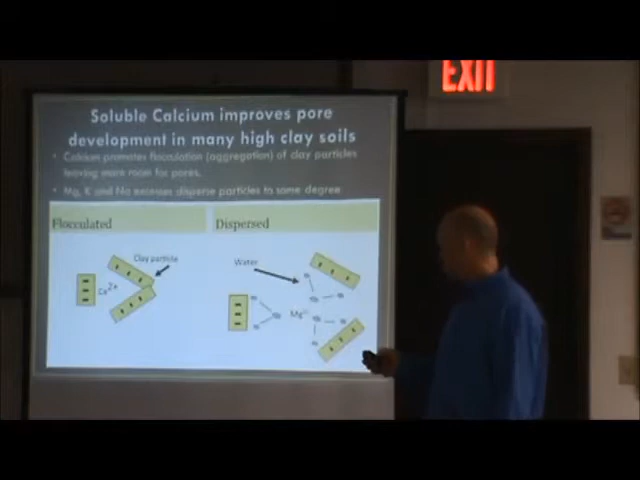 EXIT
Soluble Calcium improves pore
development in many high clay soils
• Calcium promotes flocculation (aggregation) of clay particles
leaving more room for pores.
• Mg, K and Na excesses disperse particles to some degree
Flocculated
Dispersed
Clay particle
Ca2+
Water
Mg